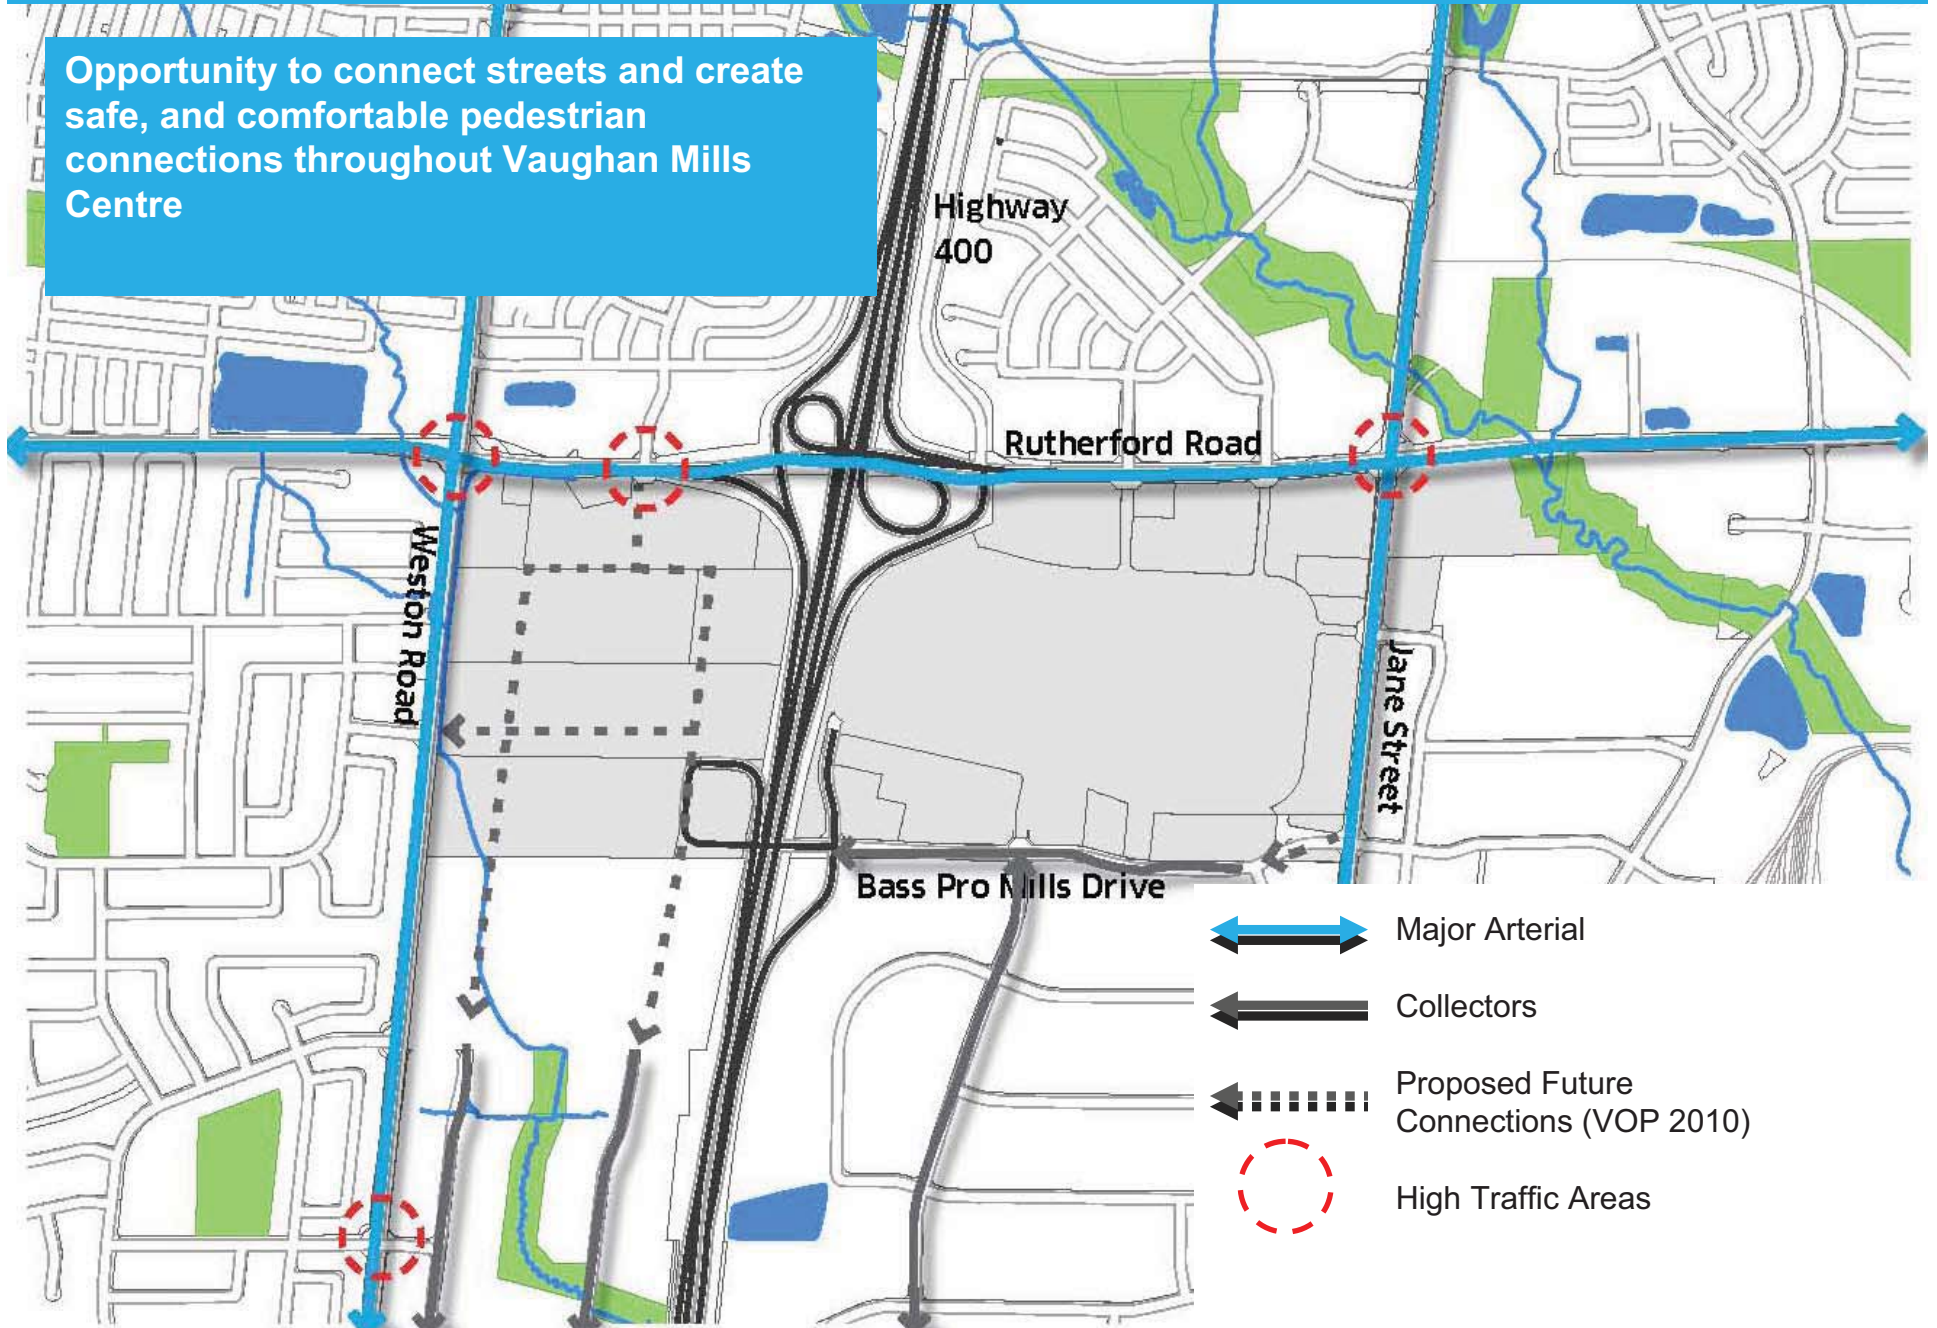 Opportunity to connect streets and create
safe, and comfortable pedestrian
connections throughout Vaughan Mills
Centre
Highway
400
Rutherford Road
Weston Road
Jane Street
Bass Pro Mills Drive
Major Arterial
Collectors
Proposed Future
Connections (VOP 2010)
High Traffic Areas